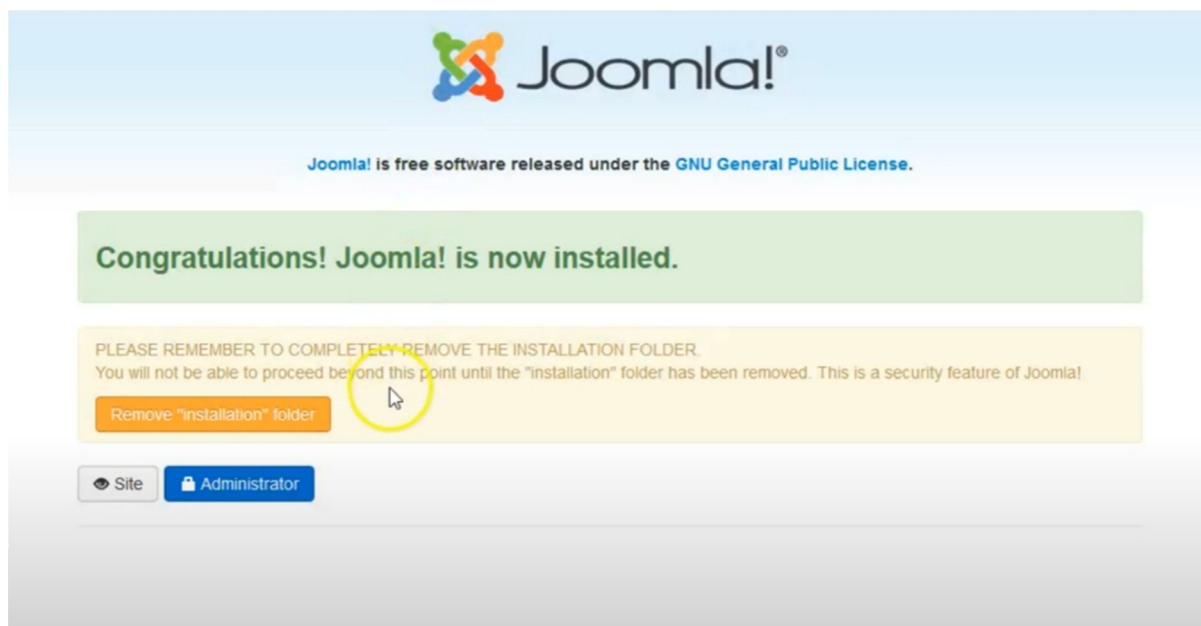 Joomla!®
Joomla! is free software released under the GNU General Public License.
Congratulations! Joomla! is now installed.
PLEASE REMEMBER TO COMPLETELY REMOVE THE INSTALLATION FOLDER.
You will not be able to proceed beyond this point until the "installation" folder has been removed. This is a security feature of Joomla!
Remove "installation" folder
Site Administrator